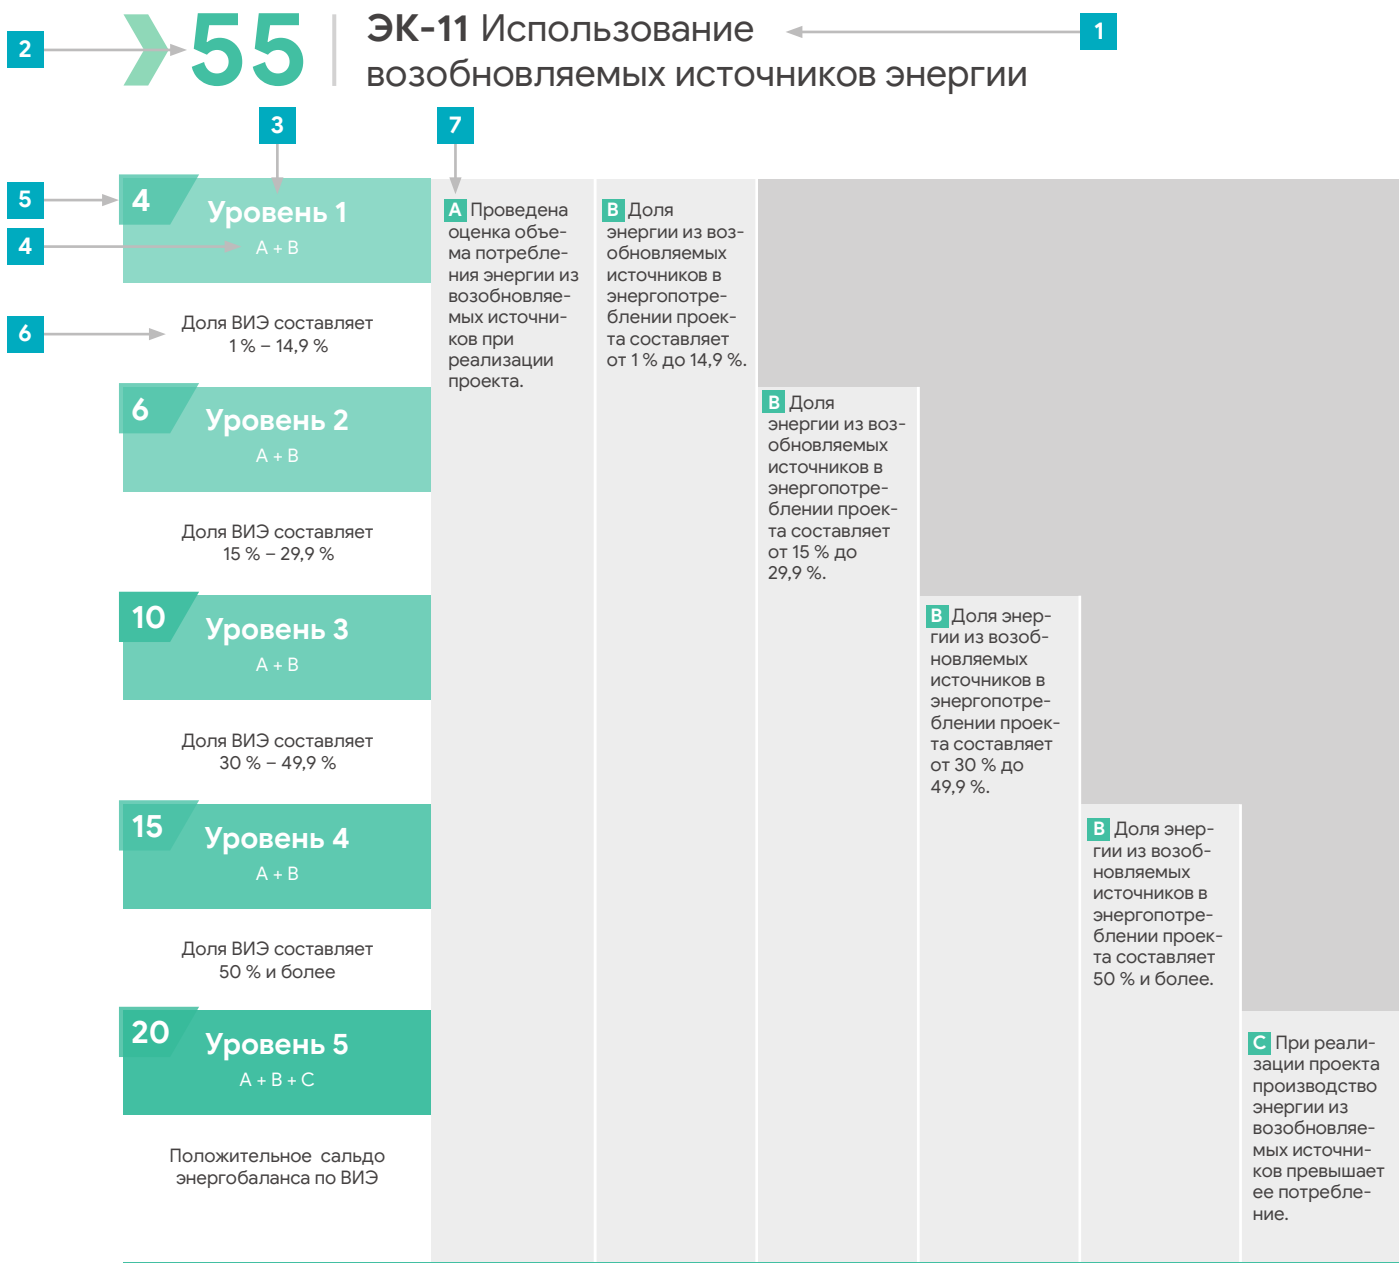 2
55
ЭК-11 Использование
возобновляемых источников энергии
1
3
7
5
4
Уровень 1
4
А + В
6
Доля ВИЭ составляет
1 % – 14,9 %
A Проведена
оценка объе-
ма потребле-
ния энергии из
возобновляе-
мых источни-
ков при
реализации
проекта.
B Доля
энергии из воз-
обновляемых
источников в
энергопотре-
блении проек-
та составляет
от 1 % до 14,9 %.
6
Уровень 2
А + В
Доля ВИЭ составляет
15 % – 29,9 %
B Доля
энергии из воз-
обновляемых
источников в
энергопотре-
блении проек-
та составляет
от 15 % до
29,9 %.
10
Уровень 3
А + В
Доля ВИЭ составляет
30 % – 49,9 %
B Доля энер-
гии из возоб-
новляемых
источников в
энергопотре-
блении проек-
та составляет
от 30 % до
49,9 %.
15
Уровень 4
А + В
Доля ВИЭ составляет
50 % и более
B Доля энер-
гии из возоб-
новляемых
источников в
энергопотре-
блении проек-
та составляет
50 % и более.
20
Уровень 5
А + В + С
Положительное сальдо
энергобаланса по ВИЭ
C При реали-
зации проекта
производство
энергии из
возобновляе-
мых источни-
ков превышает
ее потребле-
ние.